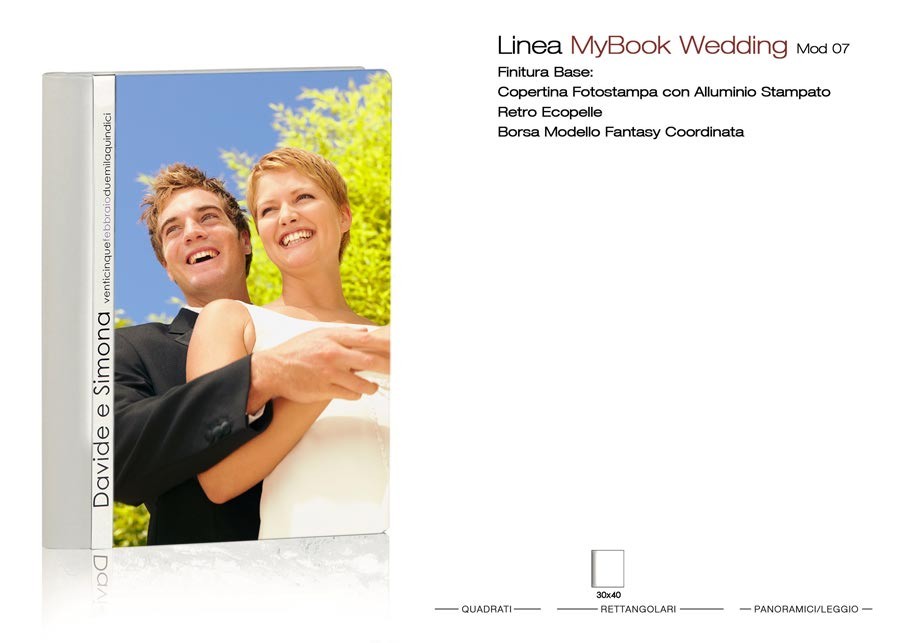 Davide e Simona venticinquefebbraioduemilaquindici
Linea MyBook Wedding Mod 07
Finitura Base:
Copertina Fotostampa con Alluminio Stampato
Retro Ecopelle
Borsa Modello Fantasy Coordinata
30x40
QUADRATI
RETTANGOLARI
PANORAMICI/LEGGIO
Davi